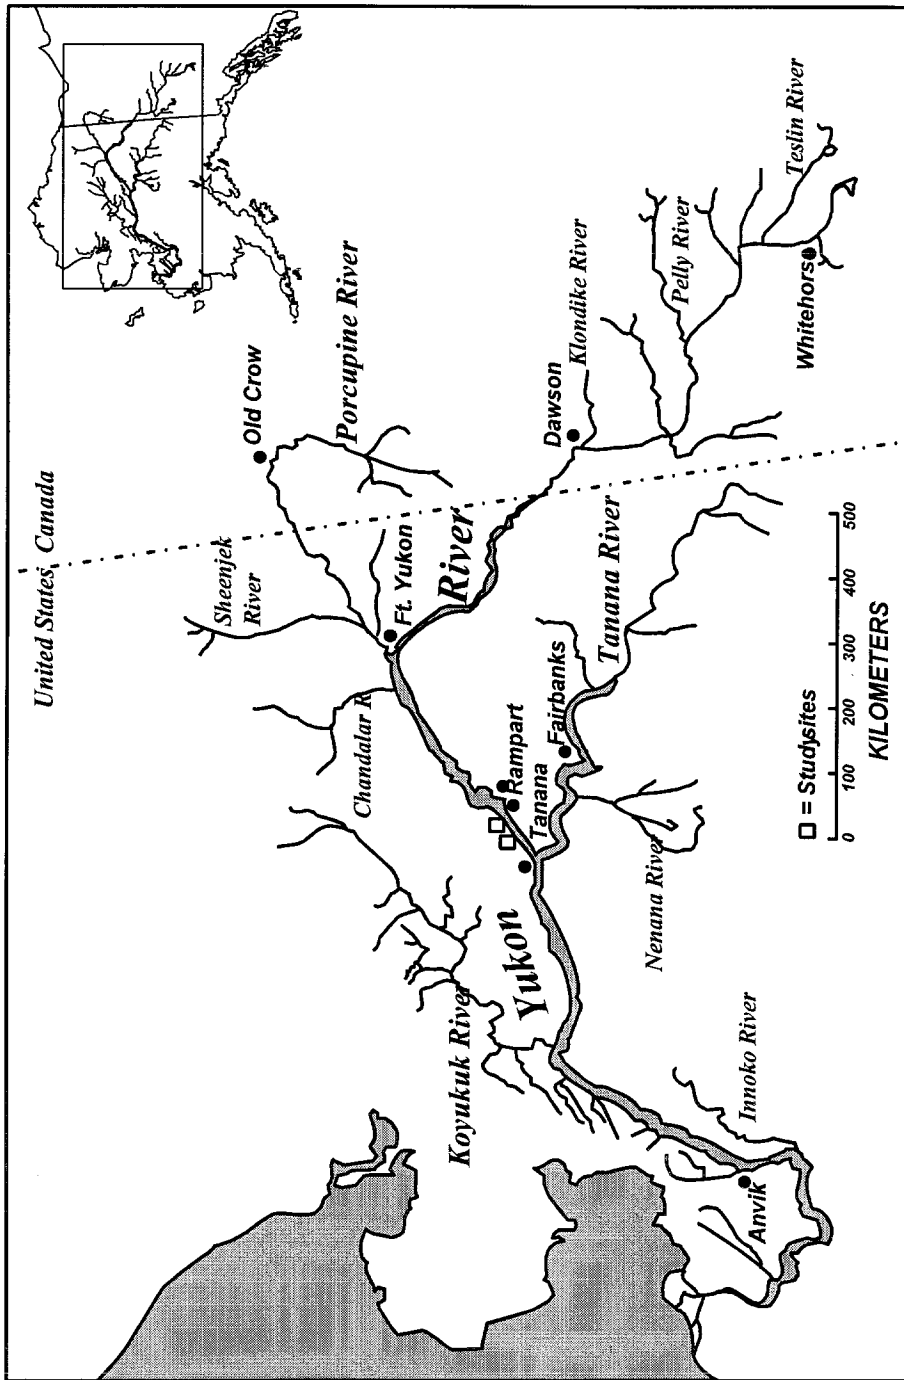 United States Canada
Old Crow
Porcupine River
Sheenjek
River
Ft. Yukon
River
Chandalar R
Dawson
Klondike River
Pelly River
Teslin River
Whitehorse
Tanana River
Fairbanks
Rampart
Tanana
Yukon
Koyukuk River
Nenana River
Innoko River
Anvik
= Studysites
0 100 200 300 400 500
KILOMETERS